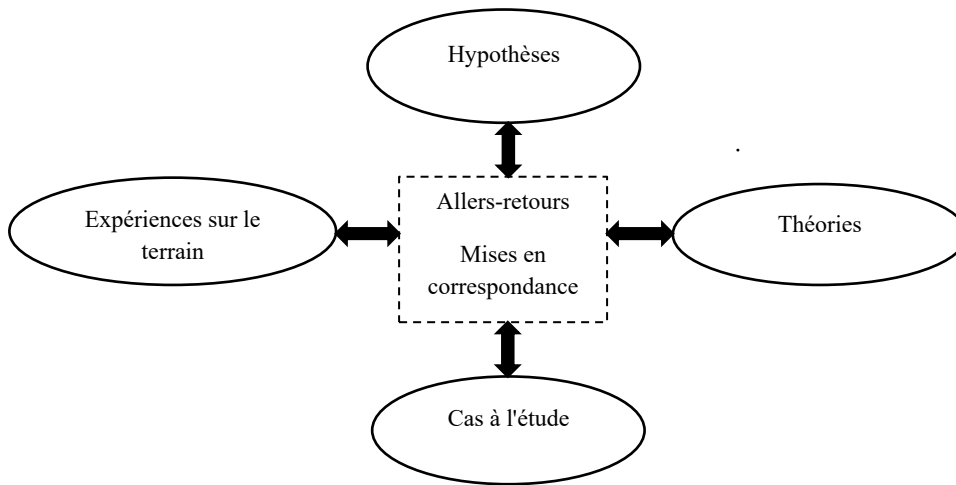 Hypothèses
Allers-retours
Mises en
correspondance
Expériences sur le
terrain
Théories
Cas à l'étude